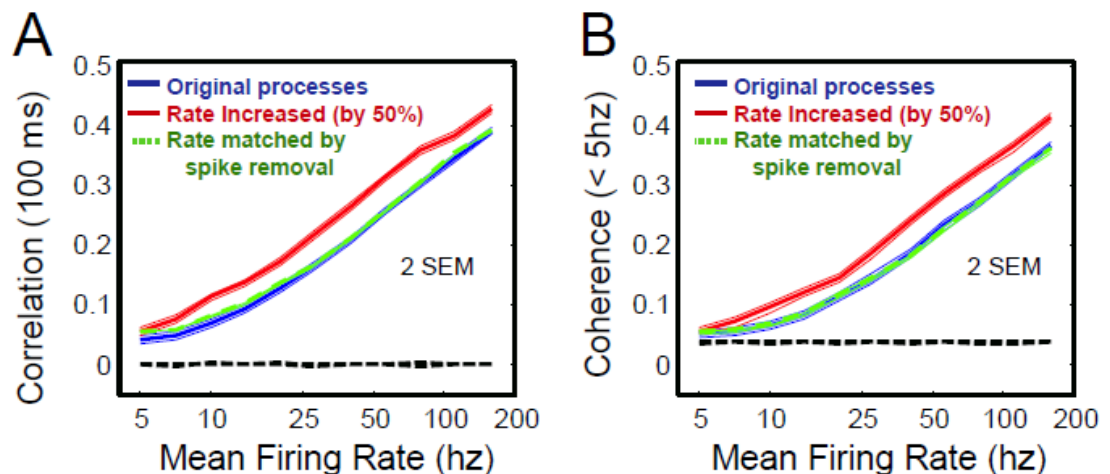 A
0.5
0.4
0.3
0.2
0.1
0
Correlation (100 ms)
Original processes
Rate Increased (by 50%)
Rate matched by
spike removal
2 SEM
5 10 25 50 100 200
Mean Firing Rate (hz)
B
0.5
0.4
0.3
0.2
0.1
0
Coherence (< 5hz)
Original processes
Rate Increased (by 50%)
Rate matched by
spike removal
2 SEM
5 10 25 50 100 200
Mean Firing Rate (hz)